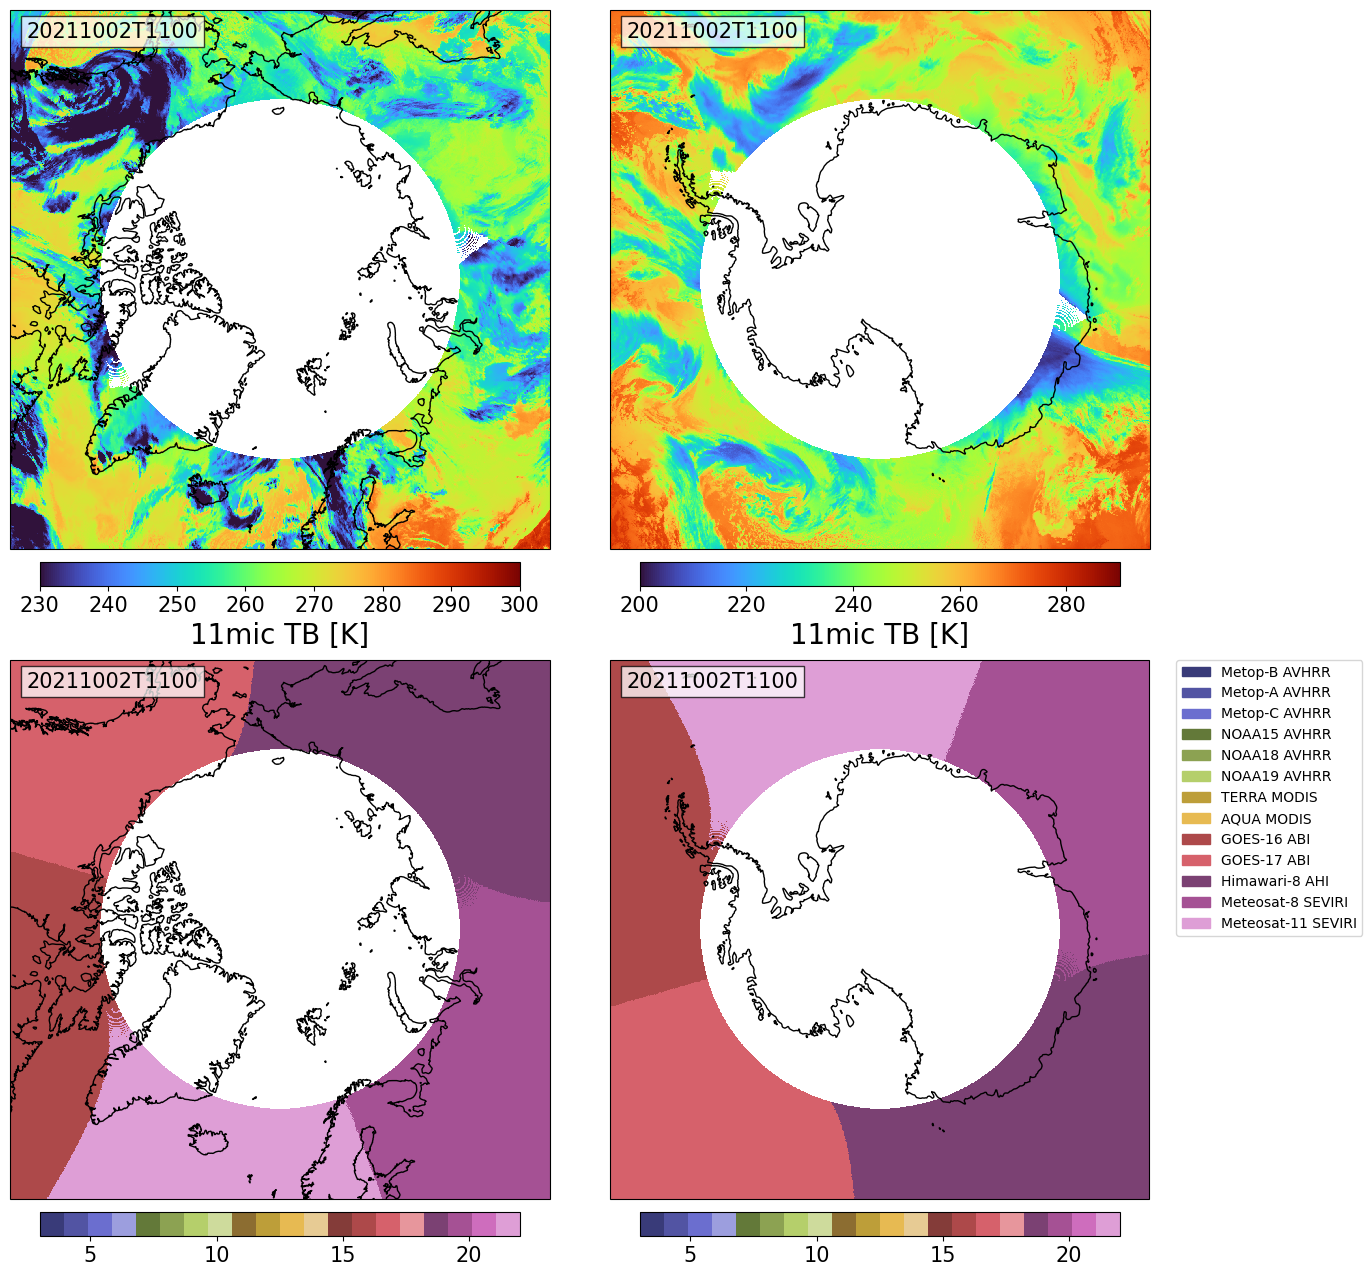 20211002T1100
20211002T1100
230 240 250 260 270 280 290 300
11mic TB [K]
200 220 240 260 280
11mic TB [K]
20211002T1100
20211002T1100
Metop-B AVHRR
Metop-A AVHRR
Metop-C AVHRR
NOAA15 AVHRR
NOAA18 AVHRR
NOAA19 AVHRR
TERRA MODIS
AQUA MODIS
GOES-16 ABI
GOES-17 ABI
Himawari-8 AHI
Meteosat-8 SEVIRI
Meteosat-11 SEVIRI
5 10 15 20
5 10 15 20